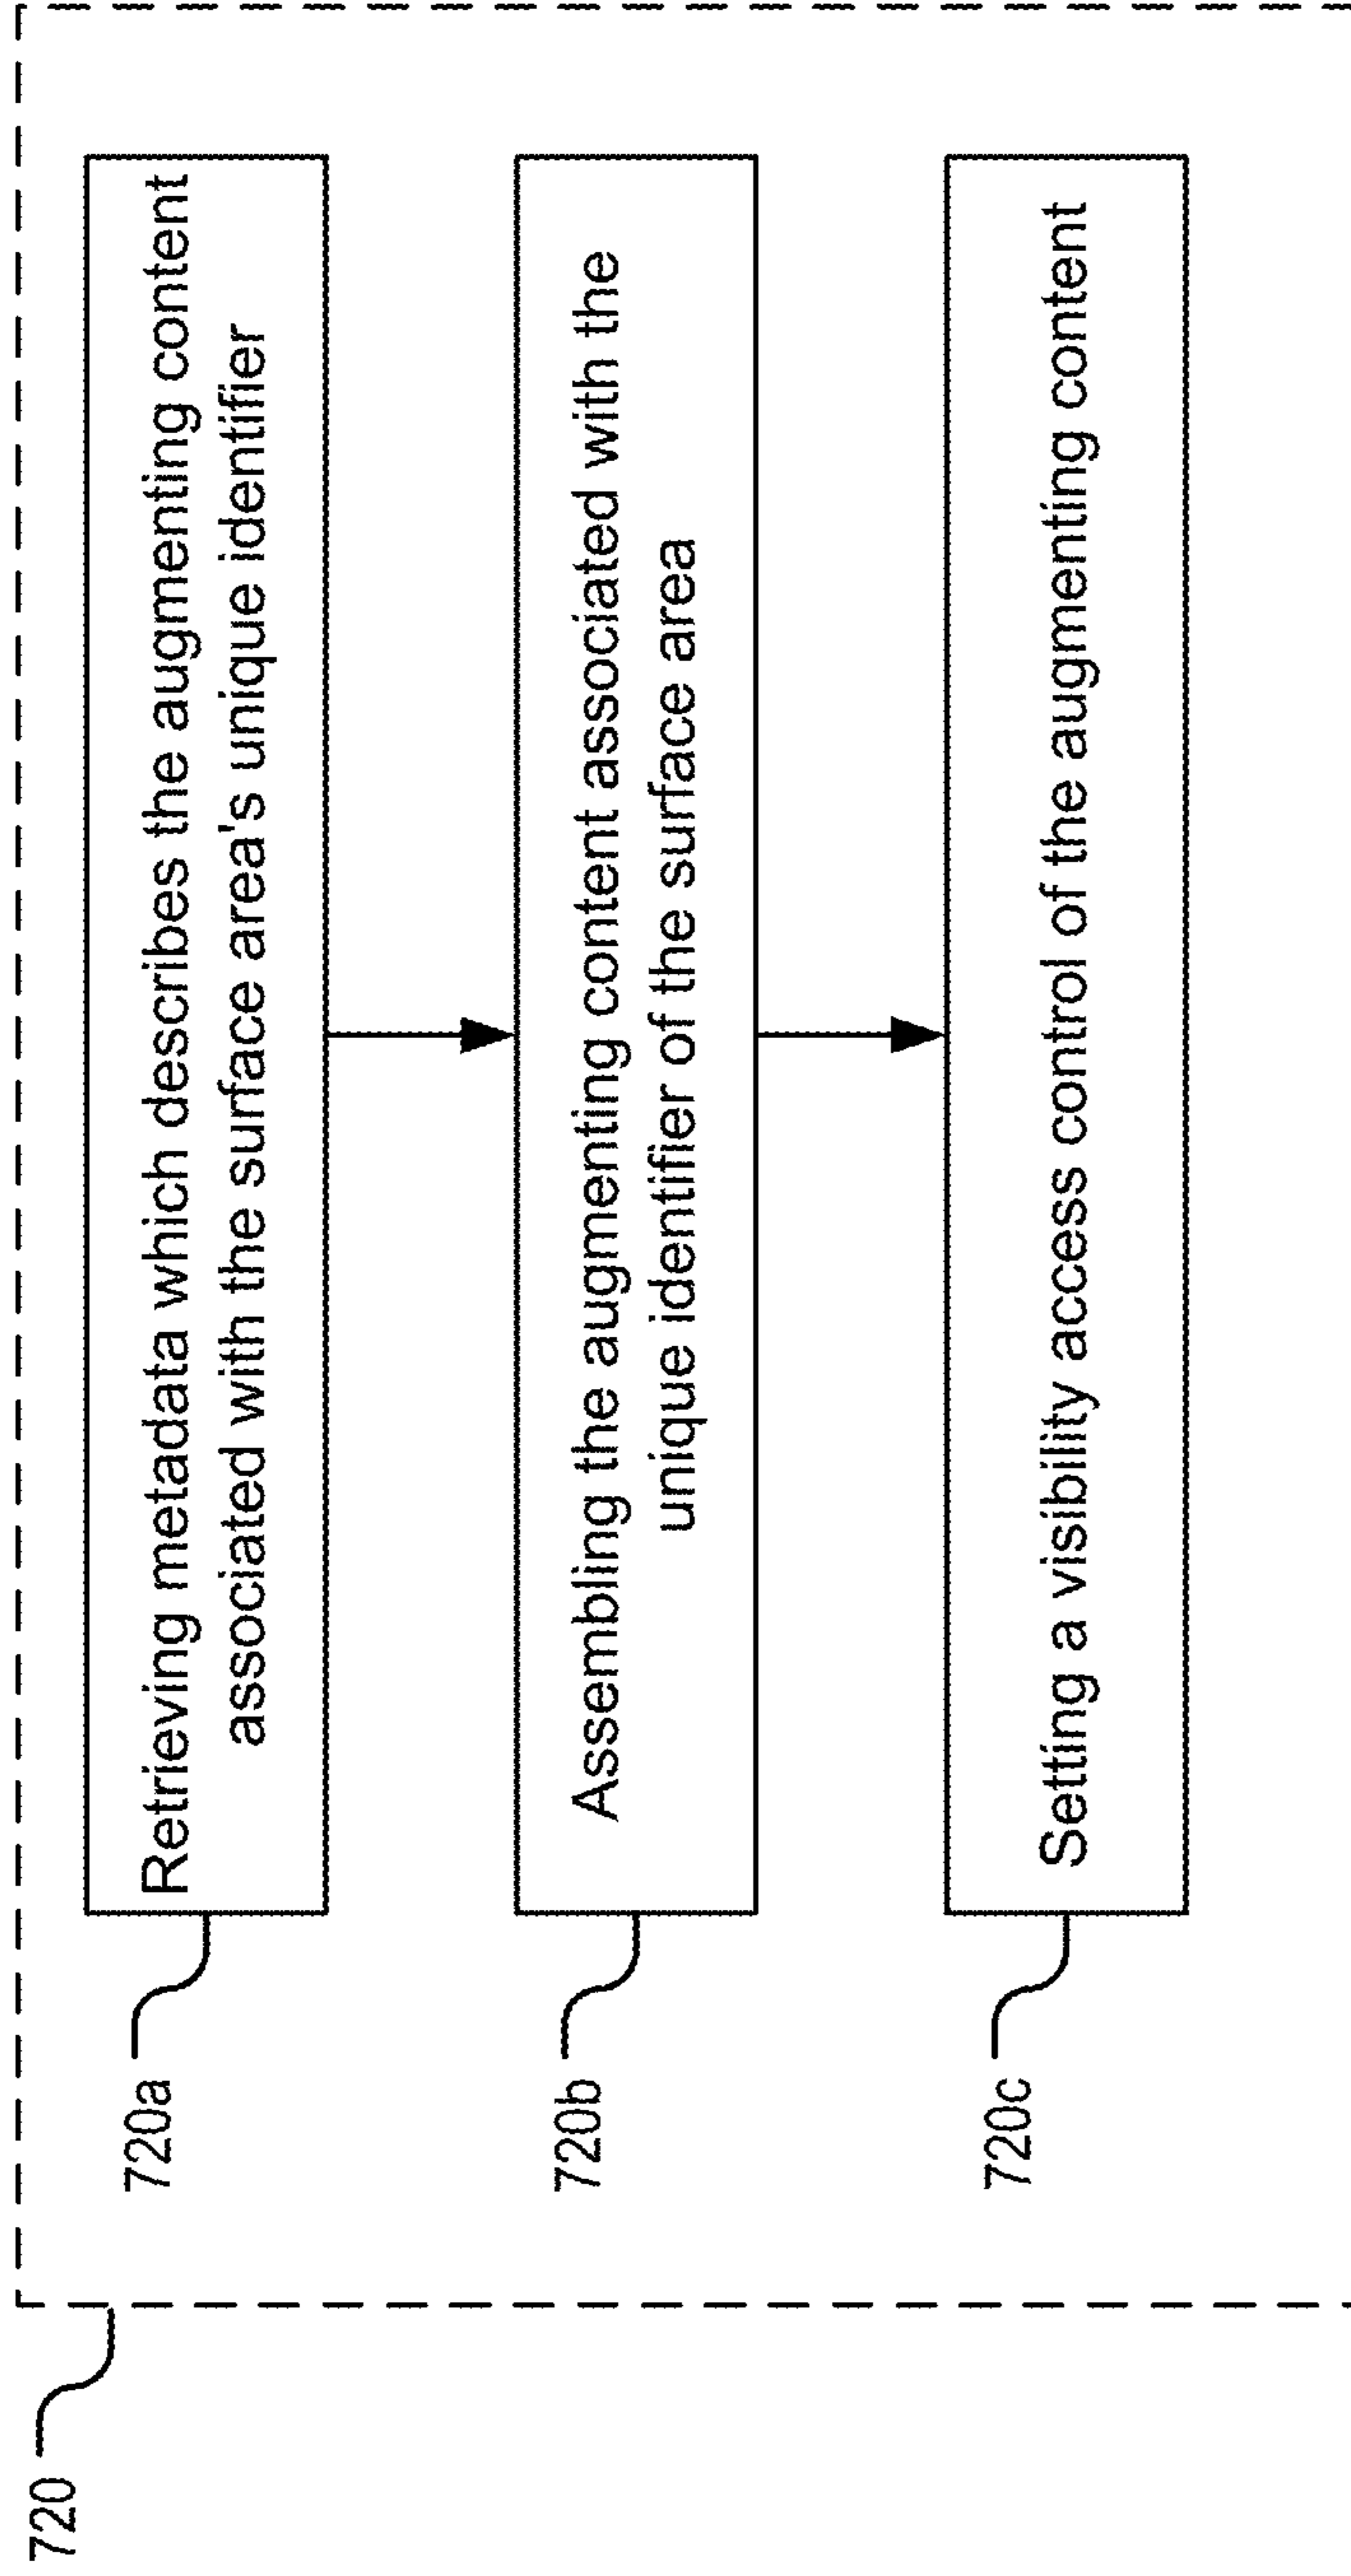 720
720a
Retrieving metadata which describes the augmenting content
associated with the surface area's unique identifier
720b
Assembling the augmenting content associated with the
unique identifier of the surface area
720c
Setting a visibility access control of the augmenting content